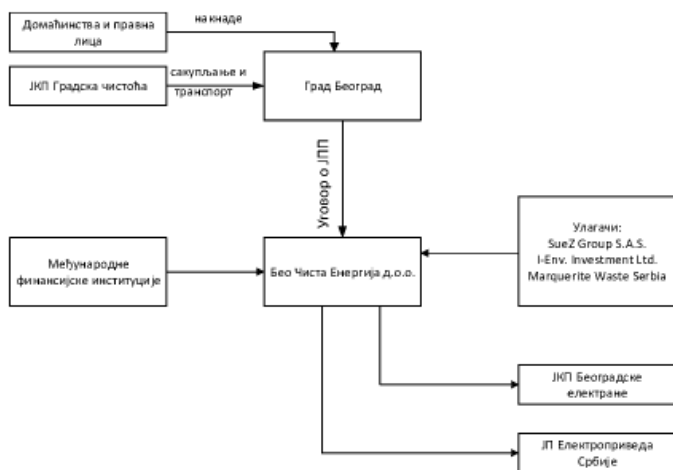 Домаћинства и правна
лица
накнаде
ЈКП Градска чистоћа
сакупљање и
транспорт
Град Београд
Уговор о ЈПП
Улагачи:
SueZ Group S.A.S.
I-Env. Investment Ltd.
Marquerite Waste Serbia
Међународне
финансијске институције
Бео Чиста Енергија д.о.о.
ЈКП Београдске
електране
ЈП Електроприведа
Србије